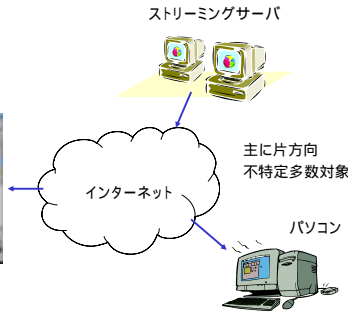 ストリーミングサーバ
主に片方向
不特定多数対象
インターネット
パソコン